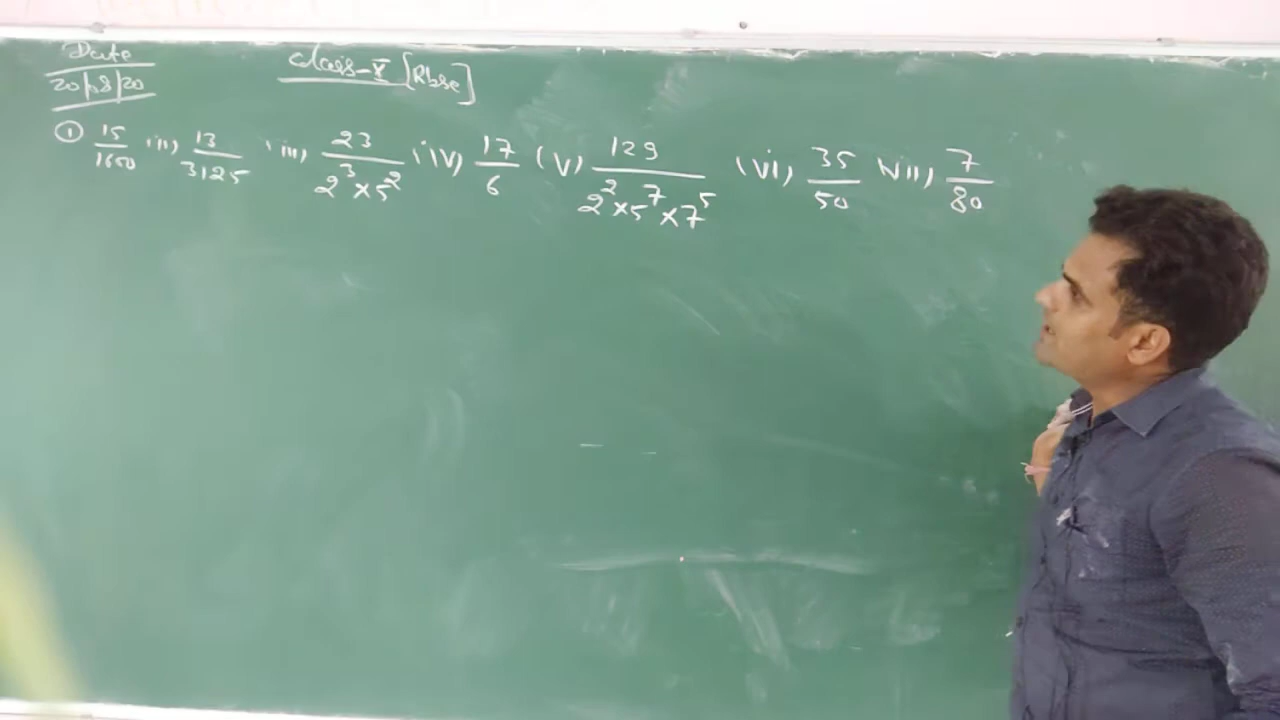 Date
20/08/20
Class-X [Rbse]
① 15/1600 (ii) 13/3125 (iii) 23/2³×5² (iv) 17/6 (v) 129/2²×5⁷×7⁵ (vi) 35/50 vii) 7/80